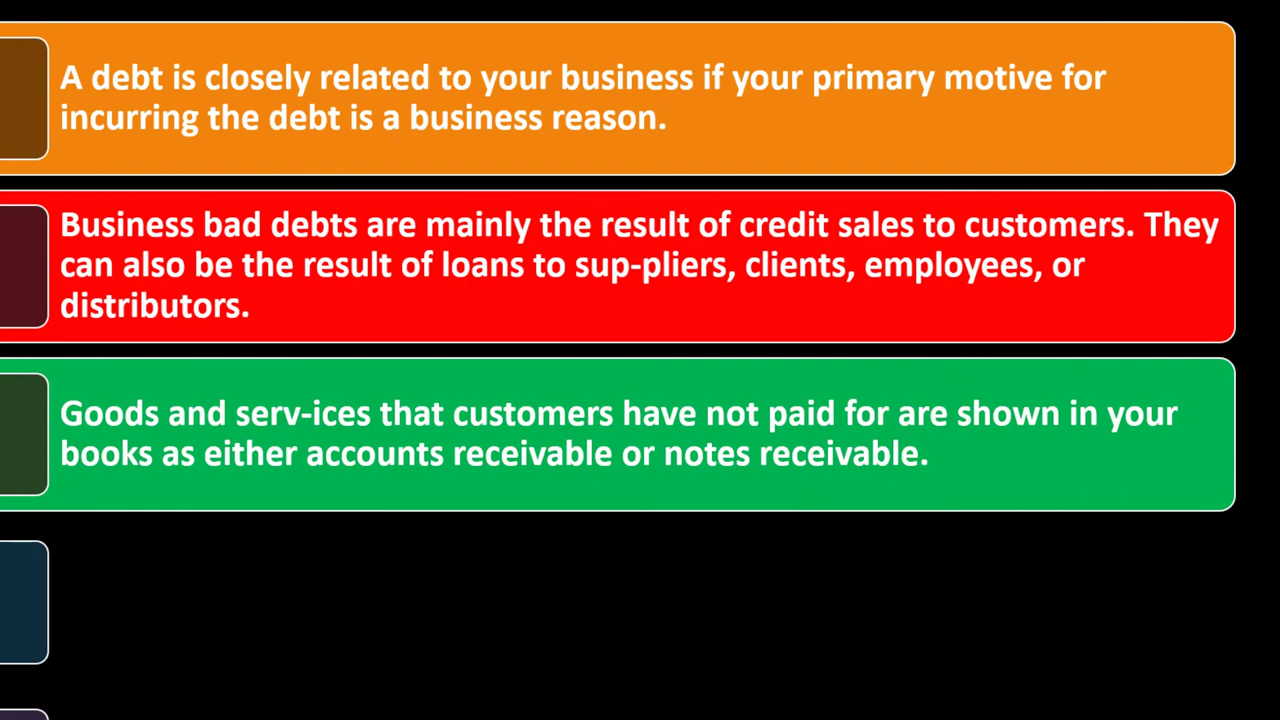 A debt is closely related to your business if your primary motive for
incurring the debt is a business reason.
Business bad debts are mainly the result of credit sales to customers. They
can also be the result of loans to sup-pliers, clients, employees, or
distributors.
Goods and serv-ices that customers have not paid for are shown in your
books as either accounts receivable or notes receivable.